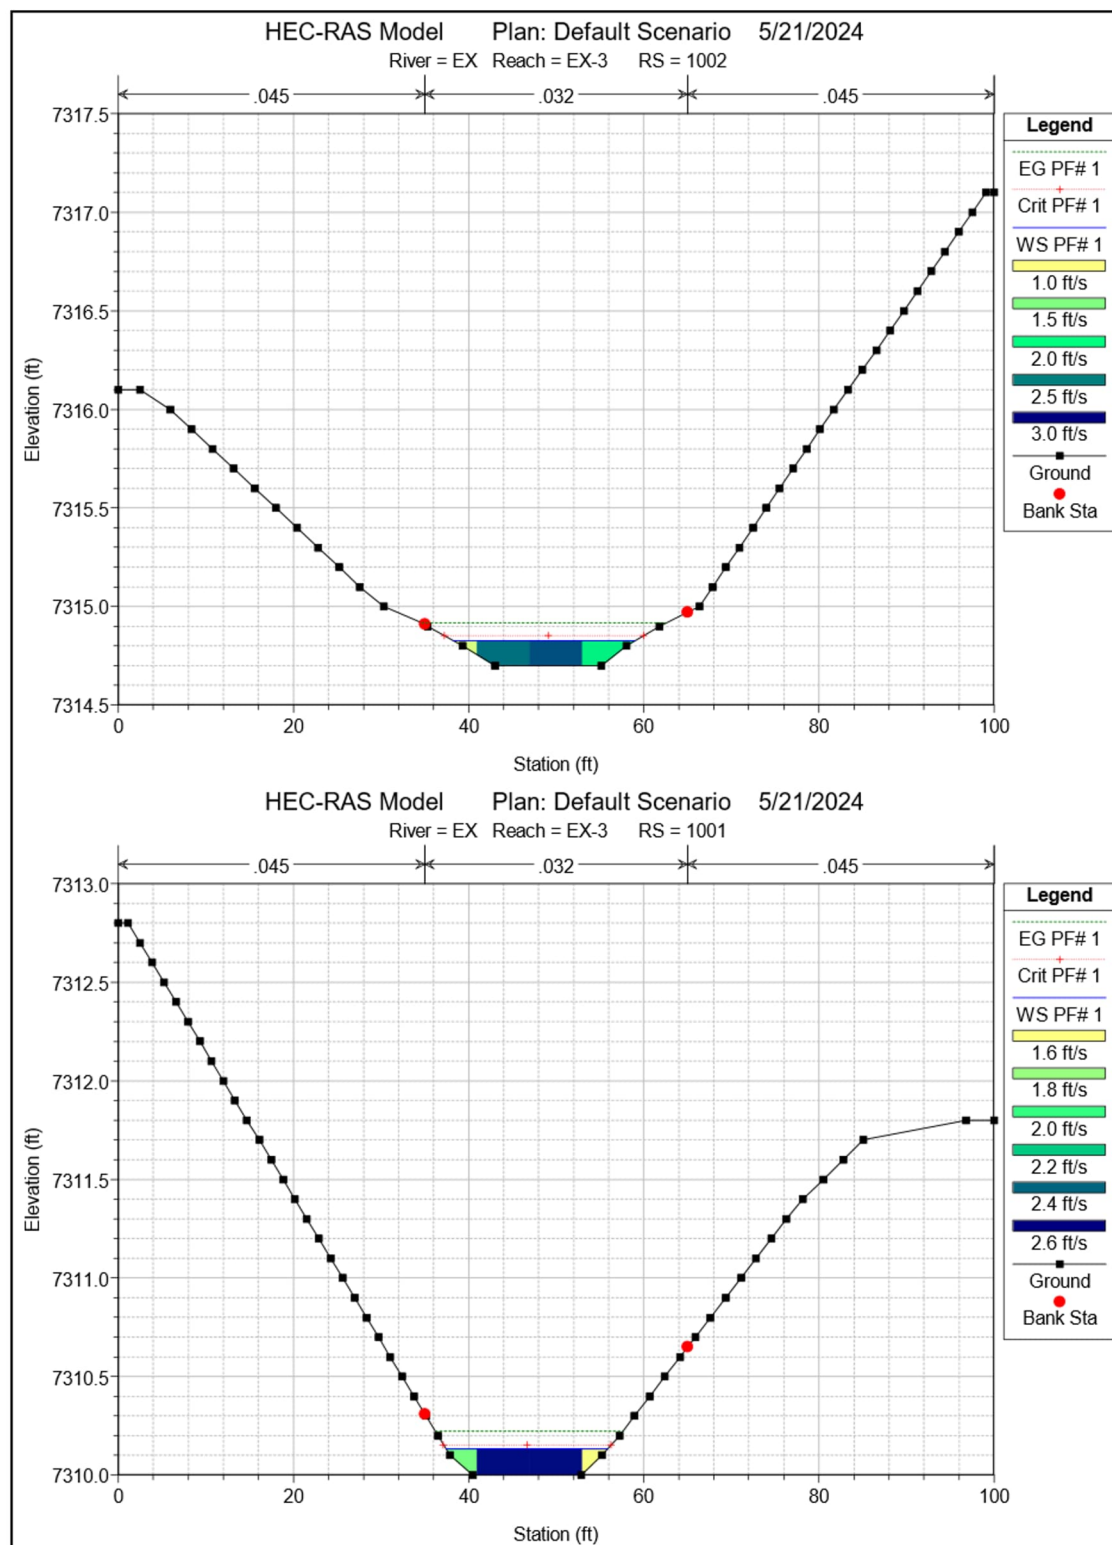 HEC-RAS Model Plan: Default Scenario 5/21/2024
River = EX Reach = EX-3 RS = 1002
.045 .032 .045
7317.5
7317.0
7316.5
7316.0
7315.5
7315.0
7314.5
Elevation (ft)
0 20 40 60 80 100
Station (ft)
Legend
EG PF# 1
Crit PF# 1
WS PF# 1
1.0 ft/s
1.5 ft/s
2.0 ft/s
2.5 ft/s
3.0 ft/s
Ground
Bank Sta
HEC-RAS Model Plan: Default Scenario 5/21/2024
River = EX Reach = EX-3 RS = 1001
.045 .032 .045
7313.0
7312.5
7312.0
7311.5
7311.0
7310.5
7310.0
Elevation (ft)
0 20 40 60 80 100
Station (ft)
Legend
EG PF# 1
Crit PF# 1
WS PF# 1
1.6 ft/s
1.8 ft/s
2.0 ft/s
2.2 ft/s
2.4 ft/s
2.6 ft/s
Ground
Bank Sta